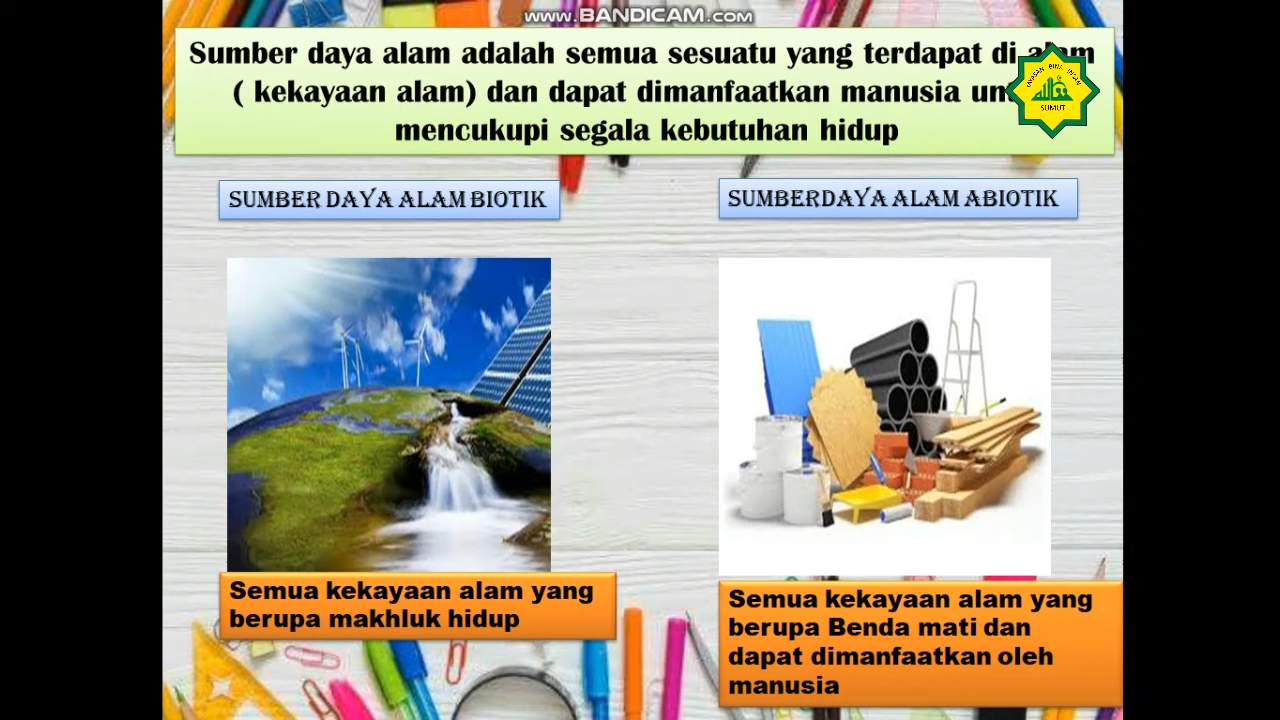 www.BANDICAM.com
Sumber daya alam adalah semua sesuatu yang terdapat di alam
( kekayaan alam) dan dapat dimanfaatkan manusia
mencukupi segala kebutuhan hidup
SUMUT
SUMBER DAYA ALAM BIOTIK
SUMBERDAYA ALAM ABIOTIK
Semua kekayaan alam yang
berupa makhluk hidup
Semua kekayaan alam yang
berupa Benda mati dan
dapat dimanfaatkan oleh
manusia